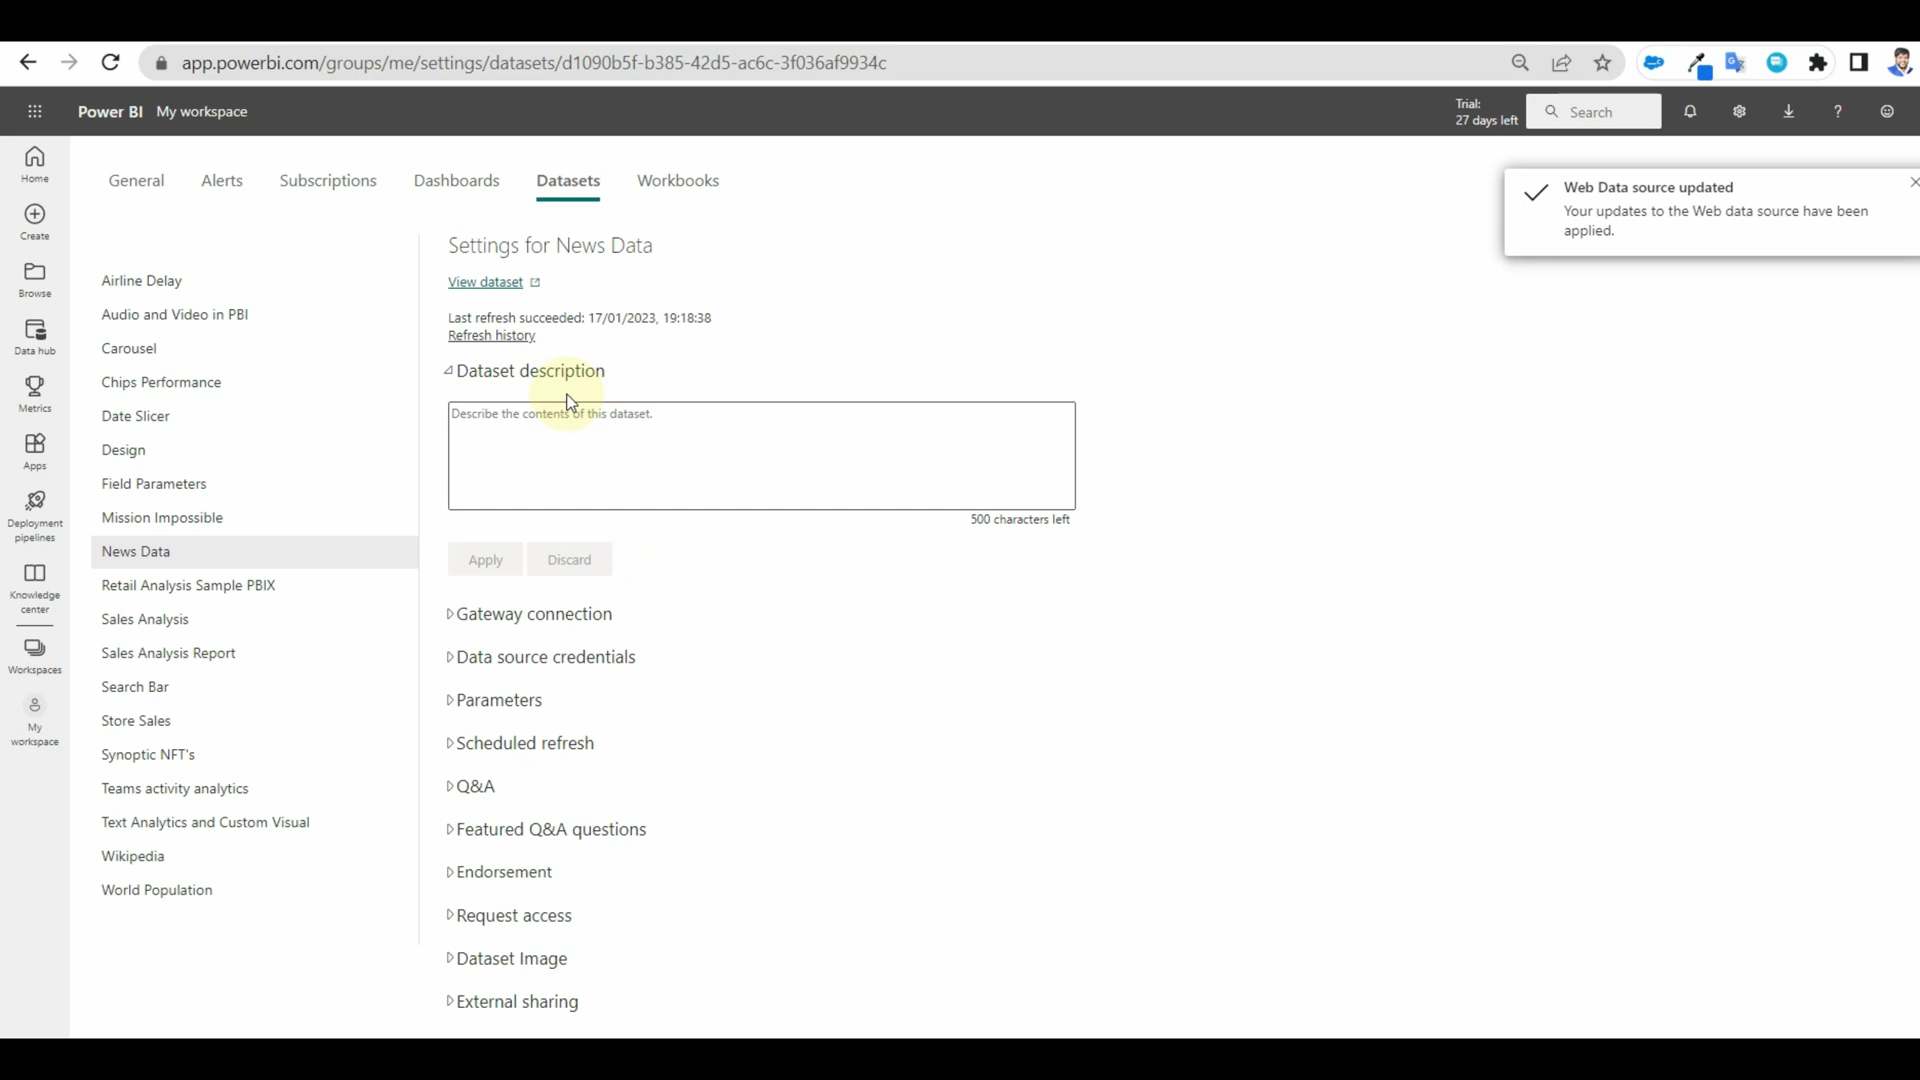 app.powerbi.com/groups/me/settings/datasets/d1090b5f-b385-42d5-ac6c-3f036af9934c
Power BI My workspace
Trial:
27 days left
Search
Home
Create
Browse
Data hub
Metrics
Apps
Deployment
pipelines
Knowledge
center
Workspaces
My
workspace
General Alerts Subscriptions Dashboards Datasets Workbooks
Web Data source updated
Your updates to the Web data source have been
applied.
Airline Delay
Audio and Video in PBI
Carousel
Chips Performance
Date Slicer
Design
Field Parameters
Mission Impossible
News Data
Retail Analysis Sample PBIX
Sales Analysis
Sales Analysis Report
Search Bar
Store Sales
Synoptic NFT's
Teams activity analytics
Text Analytics and Custom Visual
Wikipedia
World Population
Settings for News Data
View dataset
Last refresh succeeded: 17/01/2023, 19:18:38
Refresh history
Dataset description
Describe the contents of this dataset.
500 characters left
Apply Discard
Gateway connection
Data source credentials
Parameters
Scheduled refresh
Q&A
Featured Q&A questions
Endorsement
Request access
Dataset Image
External sharing